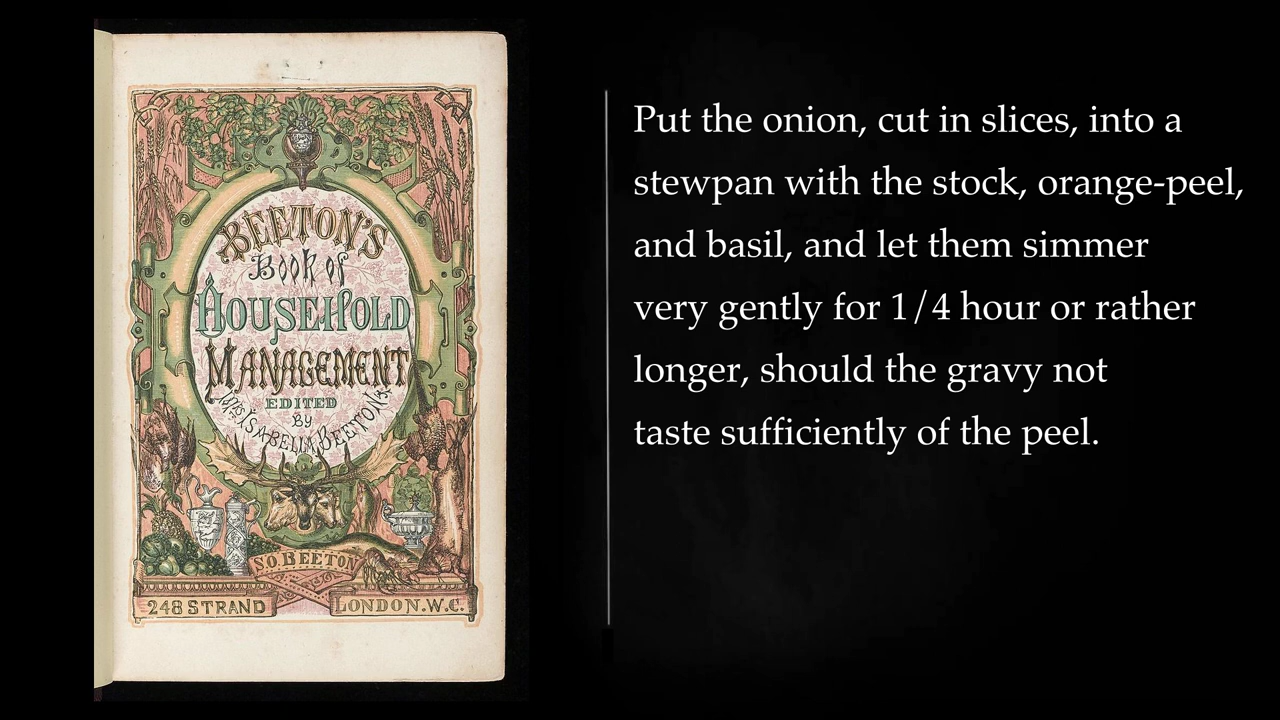 BEETON'S
Book of
HOUSEHOLD
MANAGEMENT
EDITED
By
MRS. ISABELLA BEETON.
S.O. BEETON
248 STRAND
LONDON.W.C.
Put the onion, cut in slices, into a
stewpan with the stock, orange-peel,
and basil, and let them simmer
very gently for 1/4 hour or rather
longer, should the gravy not
taste sufficiently of the peel.